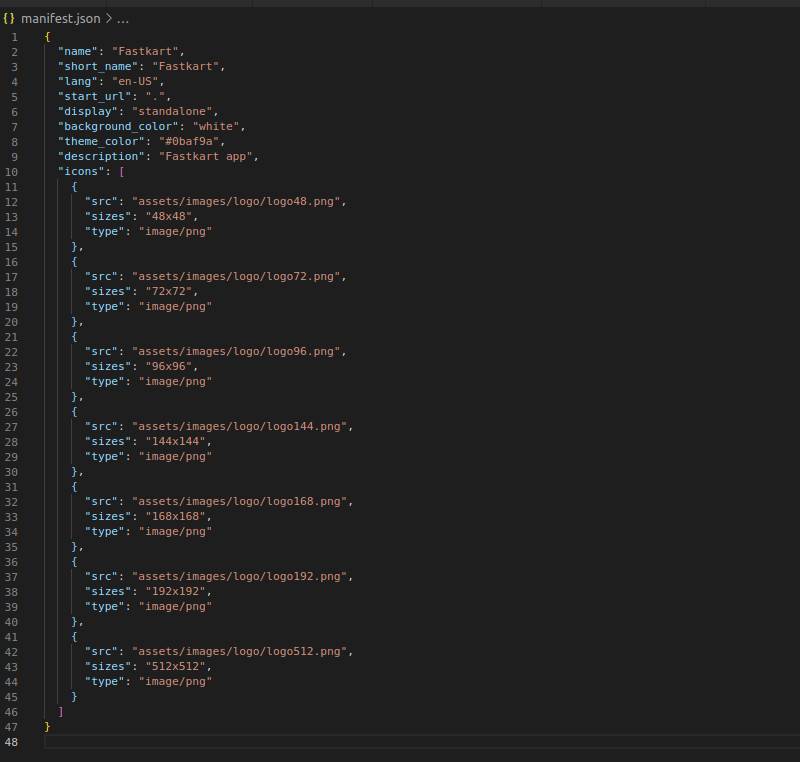 {} manifest.json > ...
1 {
2 "name": "Fastkart",
3 "short_name": "Fastkart",
4 "lang": "en-US",
5 "start_url": ".",
6 "display": "standalone",
7 "background_color": "white",
8 "theme_color": "#0baf9a",
9 "description": "Fastkart app",
10 "icons": [
11 {
12 "src": "assets/images/logo/logo48.png",
13 "sizes": "48x48",
14 "type": "image/png"
15 },
16 {
17 "src": "assets/images/logo/logo72.png",
18 "sizes": "72x72",
19 "type": "image/png"
20 },
21 {
22 "src": "assets/images/logo/logo96.png",
23 "sizes": "96x96",
24 "type": "image/png"
25 },
26 {
27 "src": "assets/images/logo/logo144.png",
28 "sizes": "144x144",
29 "type": "image/png"
30 },
31 {
32 "src": "assets/images/logo/logo168.png",
33 "sizes": "168x168",
34 "type": "image/png"
35 },
36 {
37 "src": "assets/images/logo/logo192.png",
38 "sizes": "192x192",
39 "type": "image/png"
40 },
41 {
42 "src": "assets/images/logo/logo512.png",
43 "sizes": "512x512",
44 "type": "image/png"
45 }
46 ]
47 }
48